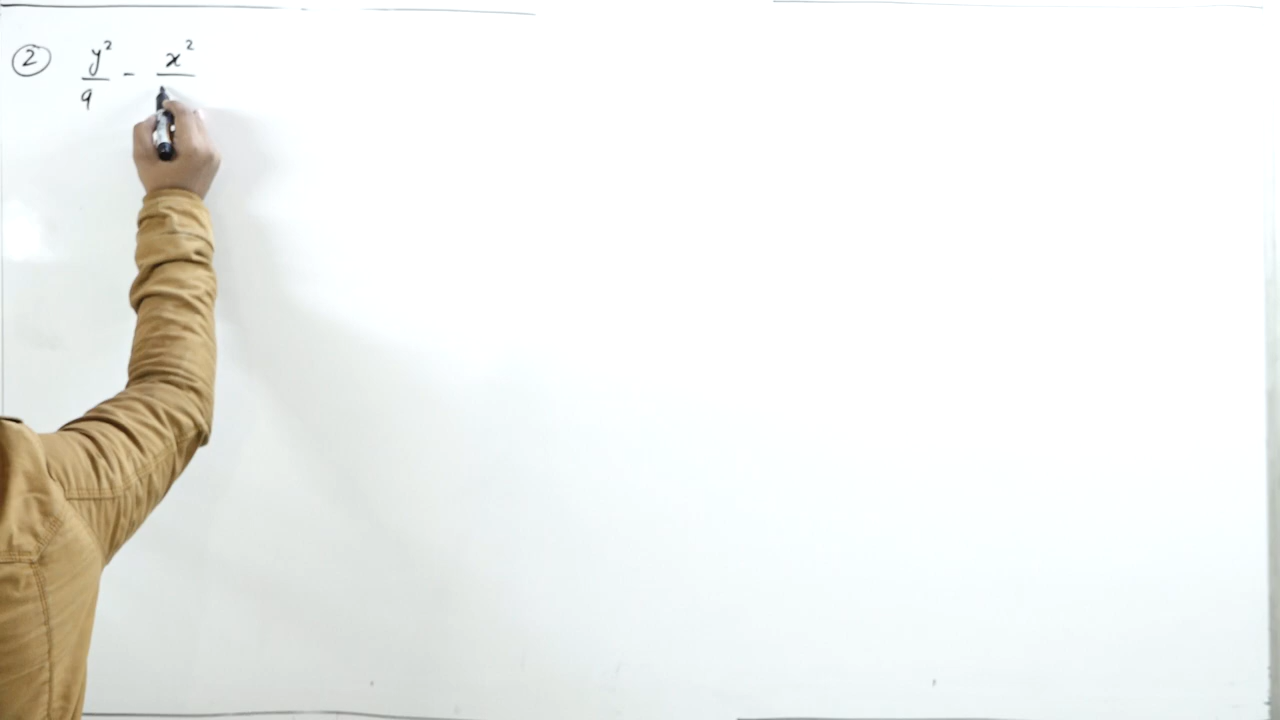 ② y²/9 - x²/